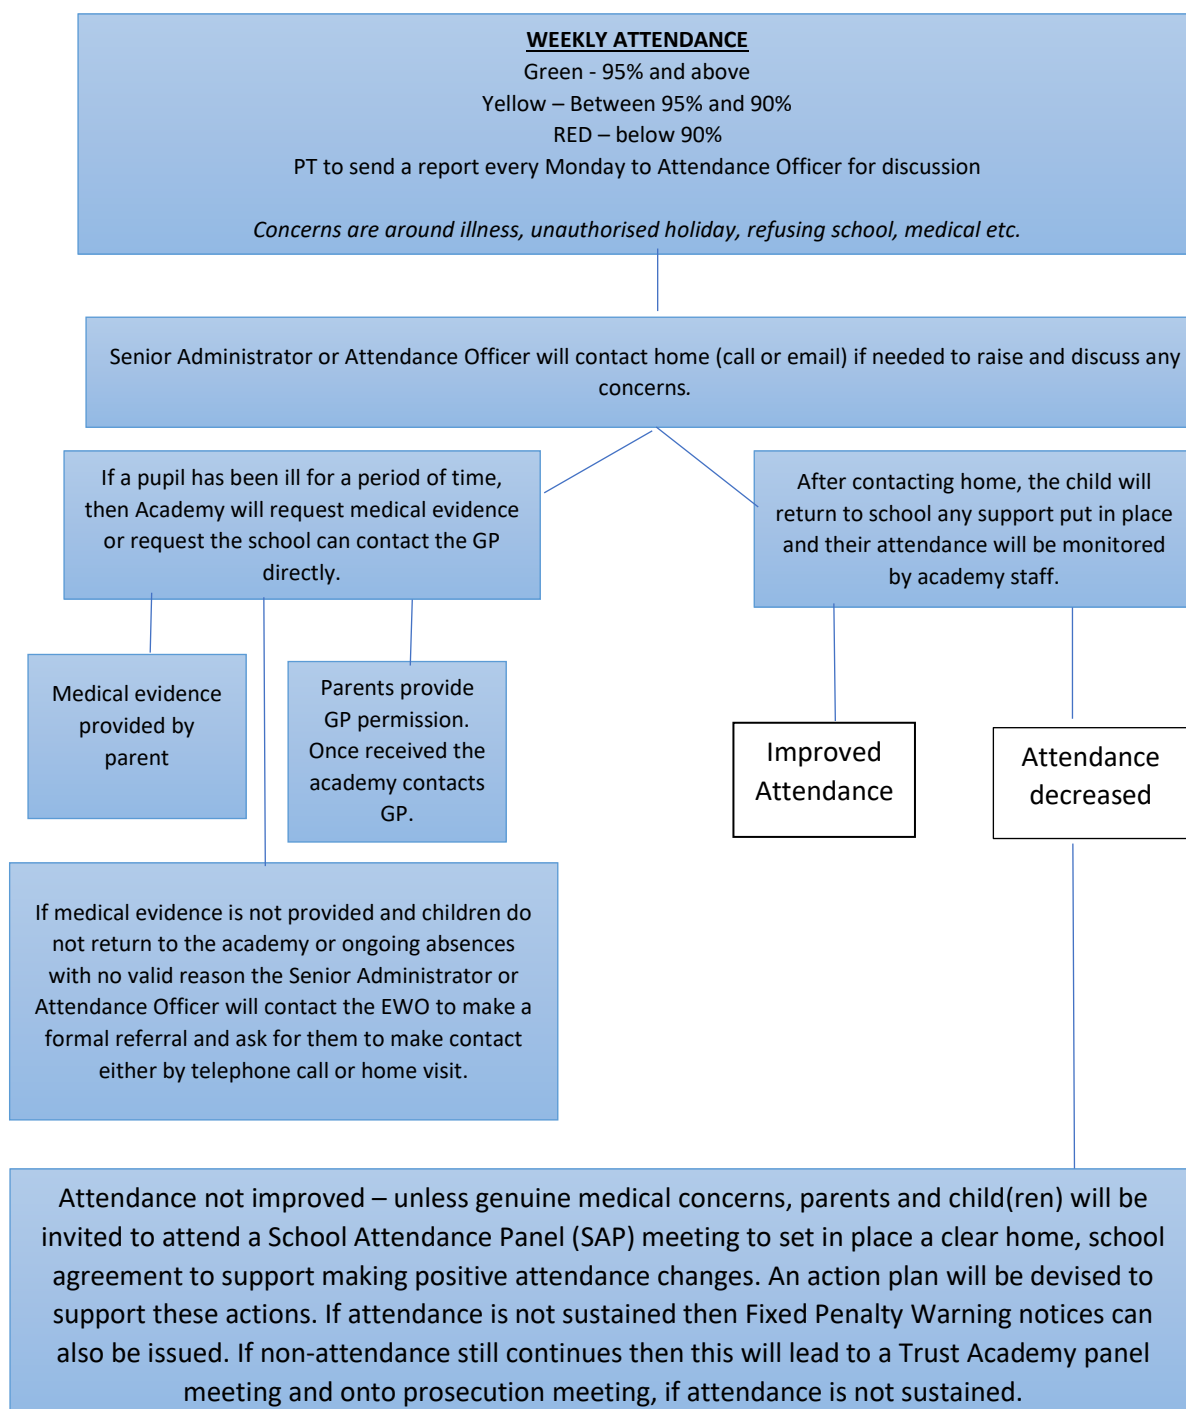 WEEKLY ATTENDANCE
Green - 95% and above
Yellow – Between 95% and 90%
RED – below 90%
PT to send a report every Monday to Attendance Officer for discussion
Concerns are around illness, unauthorised holiday, refusing school, medical etc.
Senior Administrator or Attendance Officer will contact home (call or email) if needed to raise and discuss any
concerns.
If a pupil has been ill for a period of time,
then Academy will request medical evidence
or request the school can contact the GP
directly.
After contacting home, the child will
return to school any support put in place
and their attendance will be monitored
by academy staff.
Medical evidence
provided by
parent
Parents provide
GP permission.
Once received the
academy contacts
GP.
Improved
Attendance
Attendance
decreased
If medical evidence is not provided and children do
not return to the academy or ongoing absences
with no valid reason the Senior Administrator or
Attendance Officer will contact the EWO to make a
formal referral and ask for them to make contact
either by telephone call or home visit.
Attendance not improved – unless genuine medical concerns, parents and child(ren) will be
invited to attend a School Attendance Panel (SAP) meeting to set in place a clear home, school
agreement to support making positive attendance changes. An action plan will be devised to
support these actions. If attendance is not sustained then Fixed Penalty Warning notices can
also be issued. If non-attendance still continues then this will lead to a Trust Academy panel
meeting and onto prosecution meeting, if attendance is not sustained.